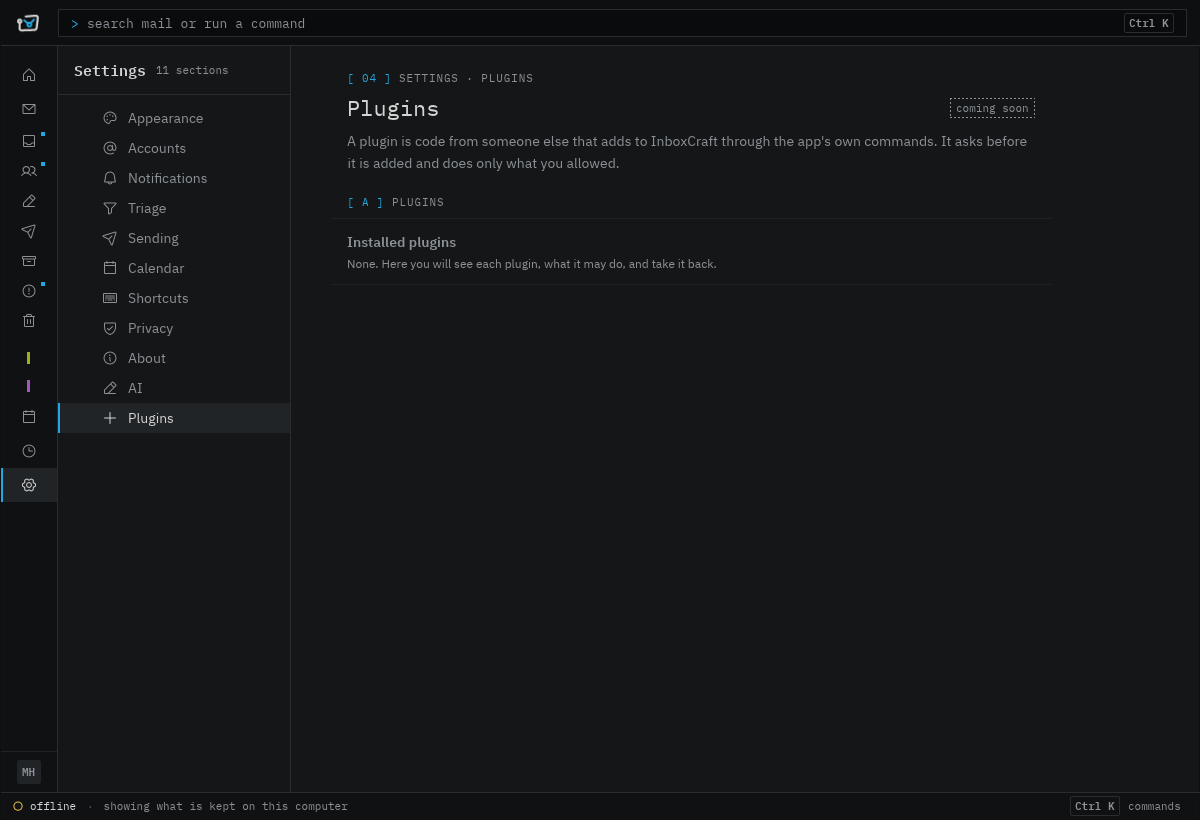 > search mail or run a command
Ctrl K
Settings 11 sections
Appearance
Accounts
Notifications
Triage
Sending
Calendar
Shortcuts
Privacy
About
AI
Plugins
[ 04 ] SETTINGS · PLUGINS
Plugins
coming soon
A plugin is code from someone else that adds to InboxCraft through the app's own commands. It asks before
it is added and does only what you allowed.
[ A ] PLUGINS
Installed plugins
None. Here you will see each plugin, what it may do, and take it back.
MH
offline · showing what is kept on this computer
Ctrl K commands